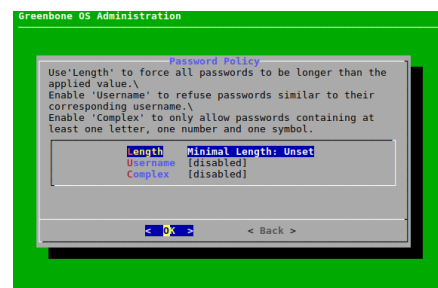 Greenbone OS Administration
Password Policy
Use'Length' to force all passwords to be longer than the
applied value.\
Enable 'Username' to refuse passwords similar to their
corresponding username.\
Enable 'Complex' to only allow passwords containing at
least one letter, one number and one symbol.
Length Minimal Length: Unset
Username [disabled]
Complex [disabled]
< OK > < Back >